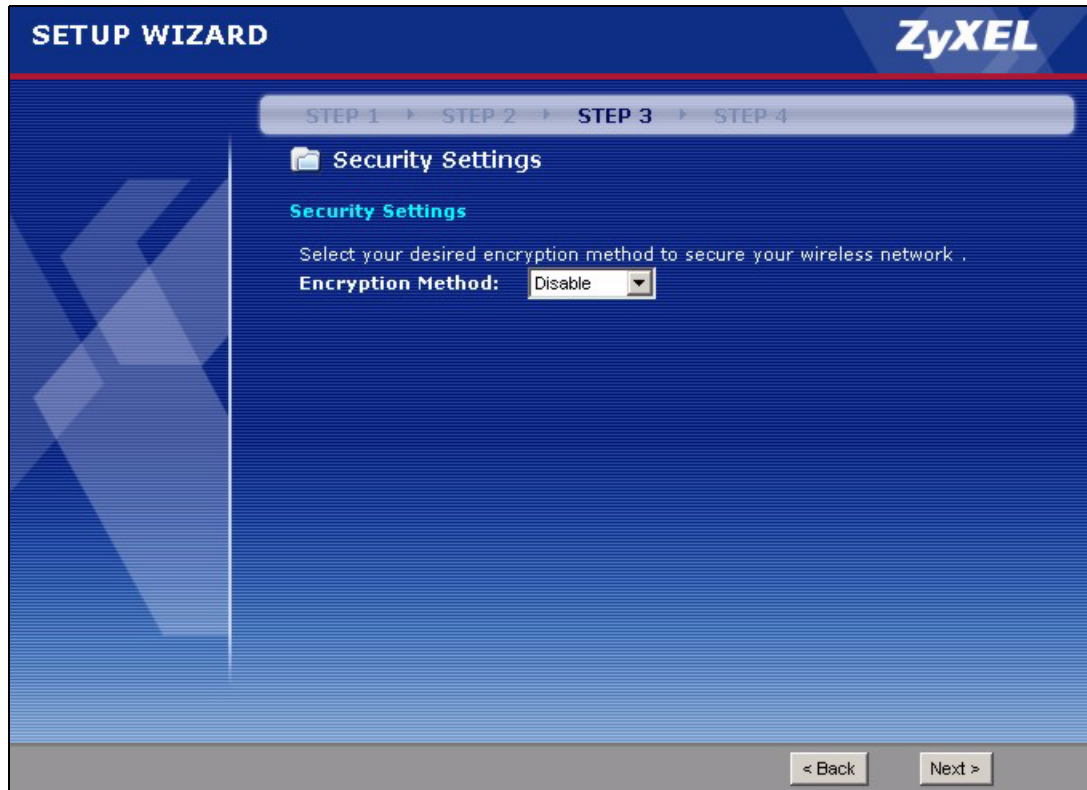 SETUP WIZARD
ZyXEL
STEP 1 STEP 2 STEP 3 STEP 4
Security Settings
Security Settings
Select your desired encryption method to secure your wireless network .
Encryption Method: Disable
< Back Next >